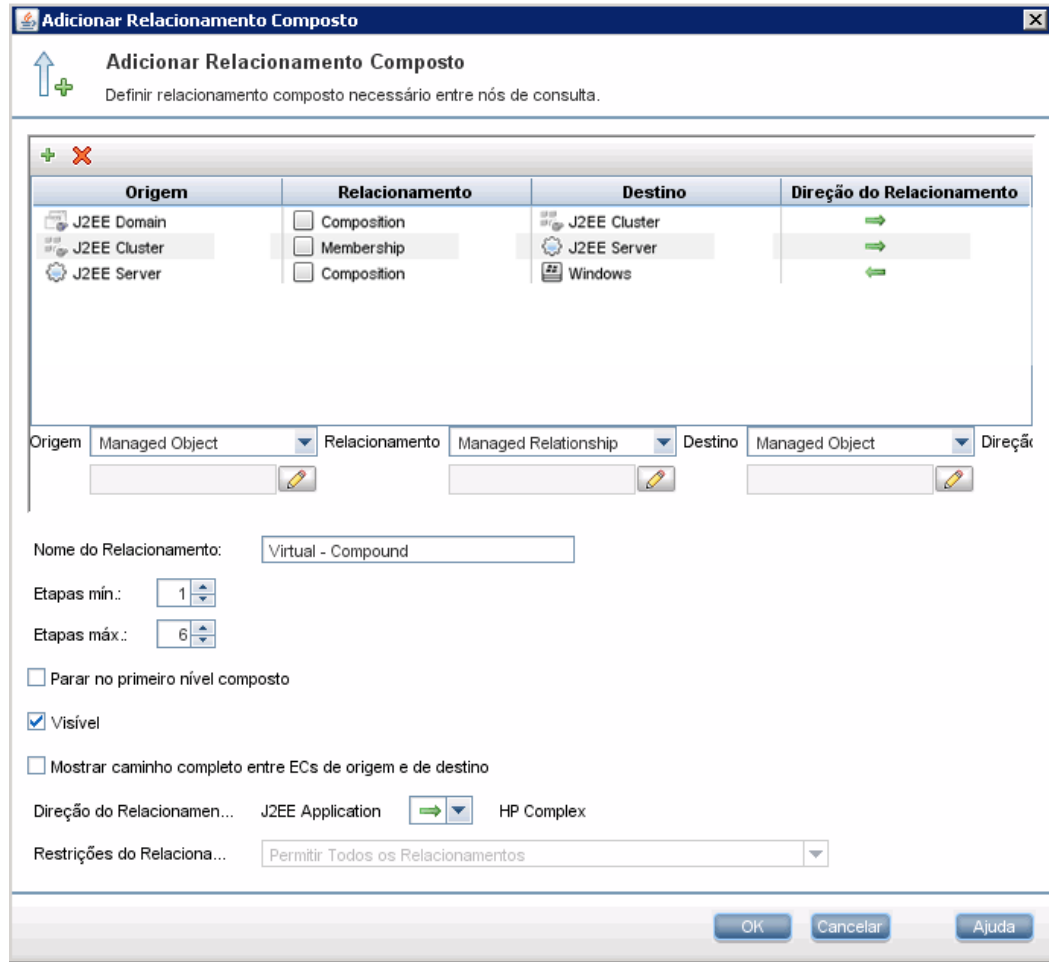 Adicionar Relacionamento Composto
Adicionar Relacionamento Composto
Definir relacionamento composto necessário entre nós de consulta.
Origem Relacionamento Destino Direção do Relacionamento
J2EE Domain Composition J2EE Cluster
J2EE Cluster Membership J2EE Server
J2EE Server Composition Windows
Origem Managed Object Relacionamento Managed Relationship Destino Managed Object Direçã
Nome do Relacionamento: Virtual - Compound
Etapas mín.: 1
Etapas máx.: 6
Parar no primeiro nível composto
Visível
Mostrar caminho completo entre ECs de origem e de destino
Direção do Relacionamen... J2EE Application HP Complex
Restrições do Relaciona... Permitir Todos os Relacionamentos
OK Cancelar Ajuda